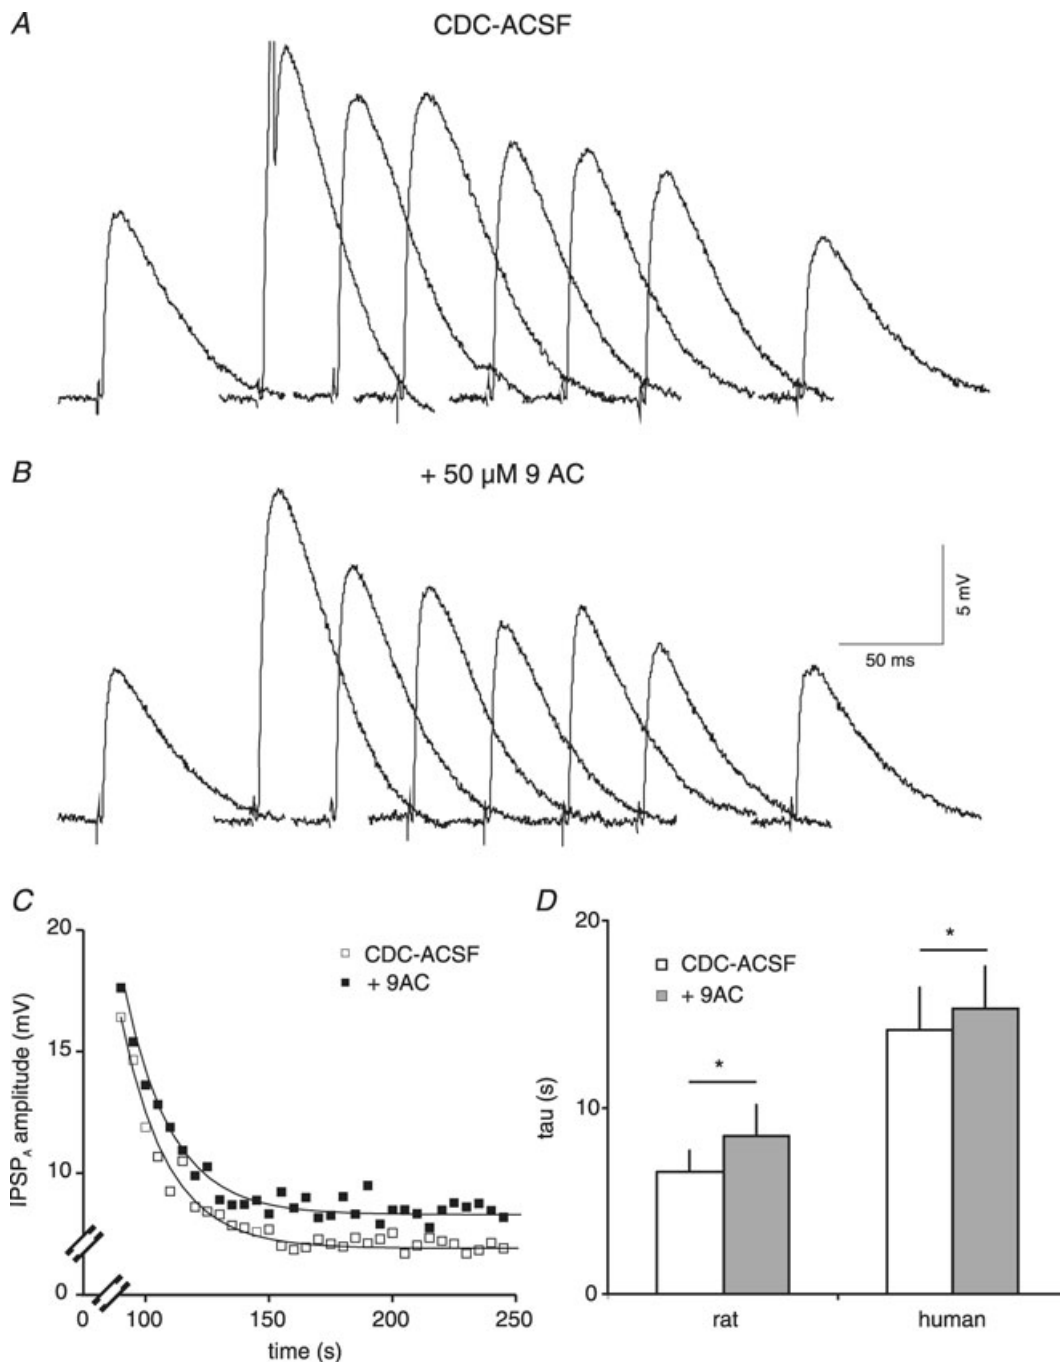 A
CDC-ACSF
B
+ 50 µM 9 AC
5 mV
50 ms
C
20
15
10
0
IPSP_A amplitude (mV)
CDC-ACSF
+ 9AC
0
100
150
200
250
time (s)
D
20
10
0
tau (s)
CDC-ACSF
+ 9AC
*
*
rat
human